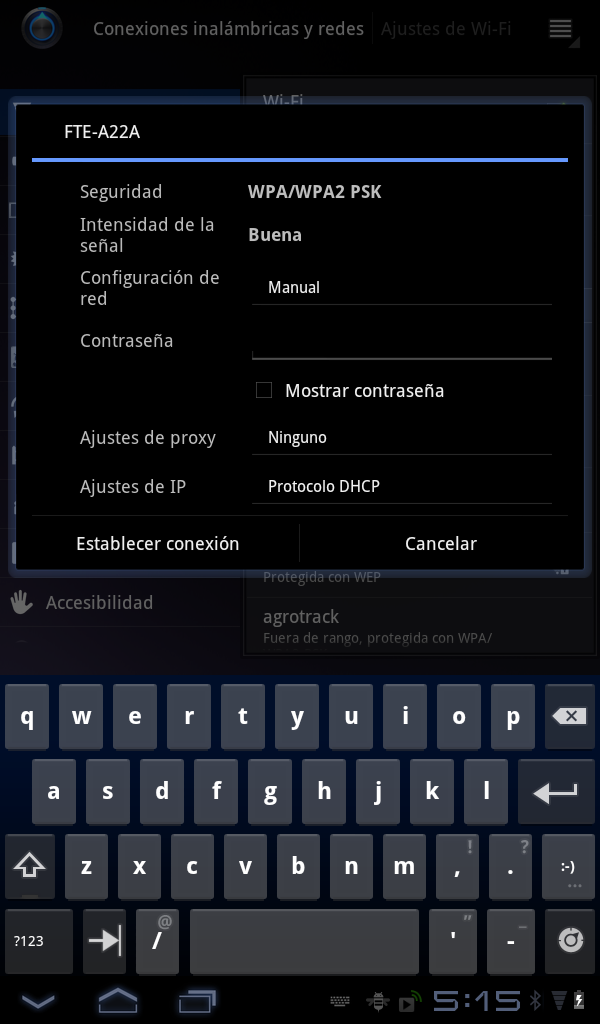 Conexiones inalámbricas y redes Ajustes de Wi-Fi
Wi-Fi
FTE-A22A
Seguridad WPA/WPA2 PSK
Intensidad de la señal Buena
Configuración de red Manual
Contraseña
Mostrar contraseña
Ajustes de proxy Ninguno
Ajustes de IP Protocolo DHCP
Establecer conexión Cancelar
Protegida con WEP
Accesibilidad
agrotrack
Fuera de rango, protegida con WPA/
q w e r t y u i o p
a s d f g h j k l
z x c v b n m , ! . ? :-) ...
?123 / @ ' " - _
5:15